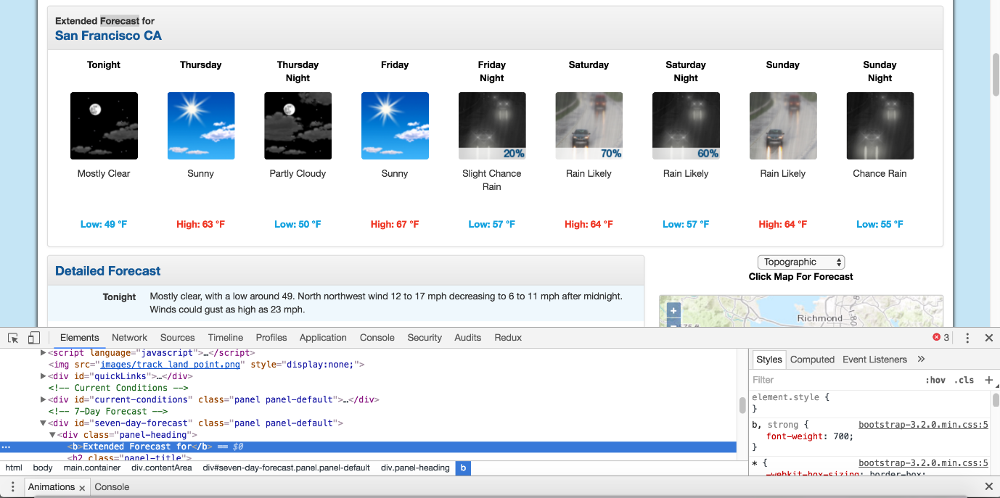 Extended Forecast for
San Francisco CA
Tonight
Thursday
Thursday
Night
Friday
Friday
Night
Saturday
Saturday
Night
Sunday
Sunday
Night
20%
70%
60%
Mostly Clear
Sunny
Partly Cloudy
Sunny
Slight Chance
Rain
Rain Likely
Rain Likely
Rain Likely
Chance Rain
Low: 49 °F
High: 63 °F
Low: 50 °F
High: 67 °F
Low: 57 °F
High: 64 °F
Low: 57 °F
High: 64 °F
Low: 55 °F
Detailed Forecast
Tonight
Mostly clear, with a low around 49. North northwest wind 12 to 17 mph decreasing to 6 to 11 mph after midnight.
Winds could gust as high as 23 mph.
Topographic
Click Map For Forecast
+
Richmond
Elements Network Sources Timeline Profiles Application Console Security Audits Redux
3
<script language="javascript">…</script>
<img src="images/track_land_point.png" style="display:none;">
<div id="quickLinks">…</div>
<!-- Current Conditions -->
<div id="current-conditions" class="panel panel-default">…</div>
<!-- 7-Day Forecast -->
<div id="seven-day-forecast" class="panel panel-default">
<div class="panel-heading">
… <b>Extended Forecast for</b> == $0
<h2 class="panel-title">
html body main.container div.contentArea div#seven-day-forecast.panel.panel-default div.panel-heading b
Styles Computed Event Listeners »
Filter :hov .cls +
element.style {
}
b, strong { bootstrap-3.2.0.min.css:5
font-weight: 700;
}
* { bootstrap-3.2.0.min.css:5
-webkit-box-sizing: border-box;
Animations × Console